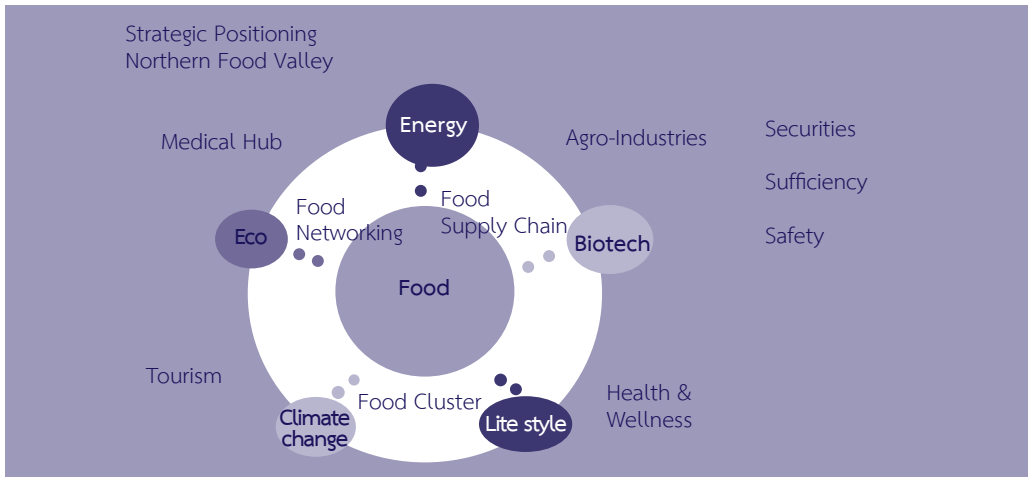 Strategic Positioning
Northern Food Valley
Energy
Medical Hub
Agro-Industries
Securities
Sufficiency
Safety
Food
Networking
Food
Supply Chain
Eco
Biotech
Food
Tourism
Food Cluster
Health &
Wellness
Climate
change
Lite style